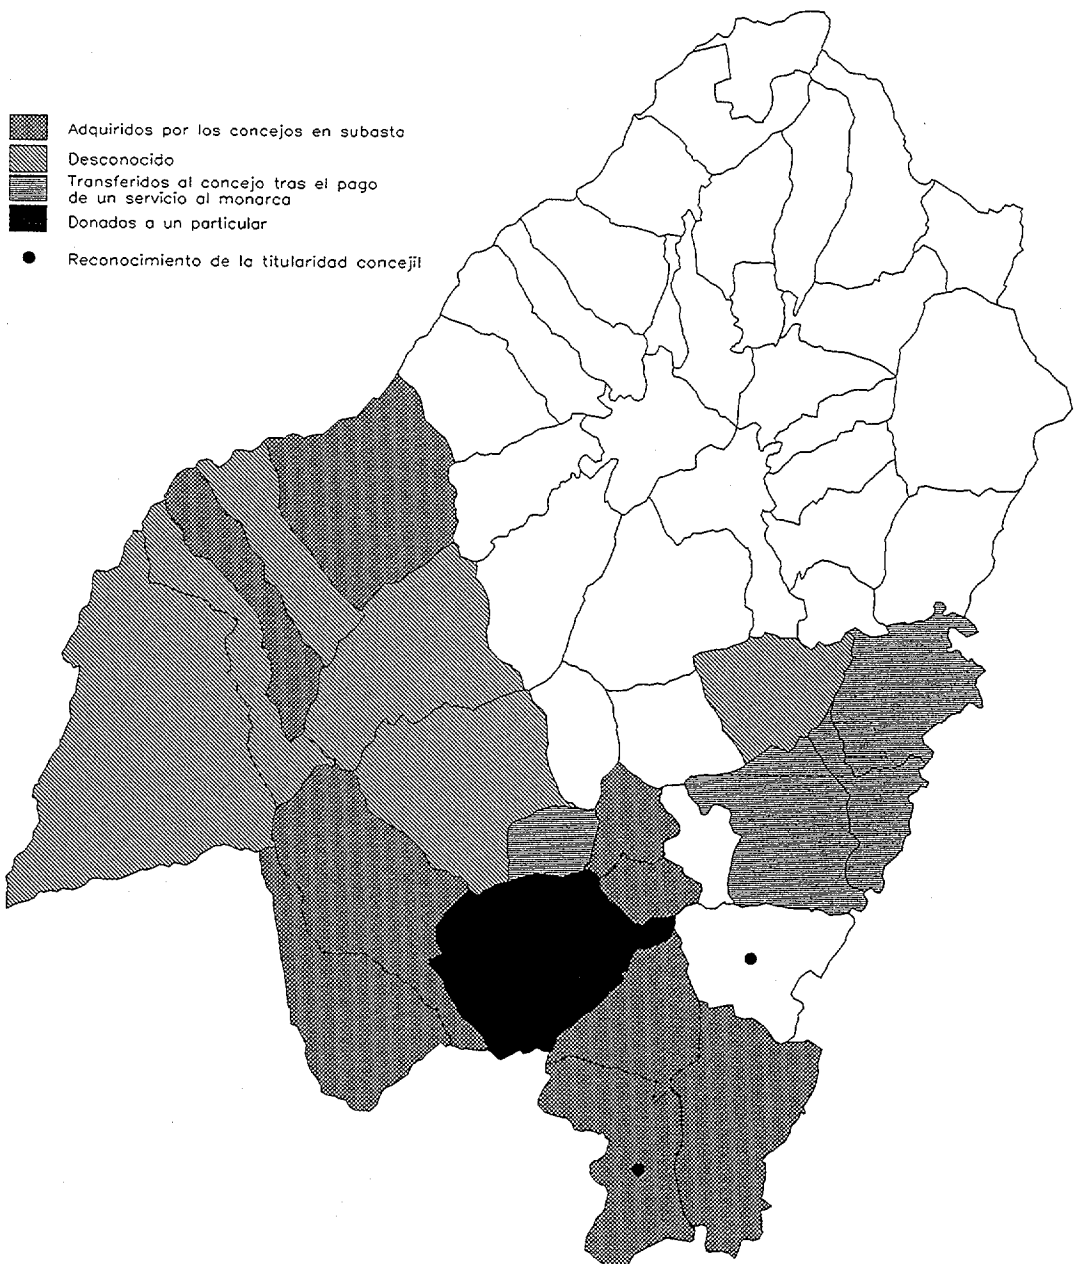 Adquiridos por los concejos en subasta
Desconocido
Transferidos al concejo tras el pago
de un servicio al monarca
Donados a un particular
Reconocimiento de la titularidad concejil